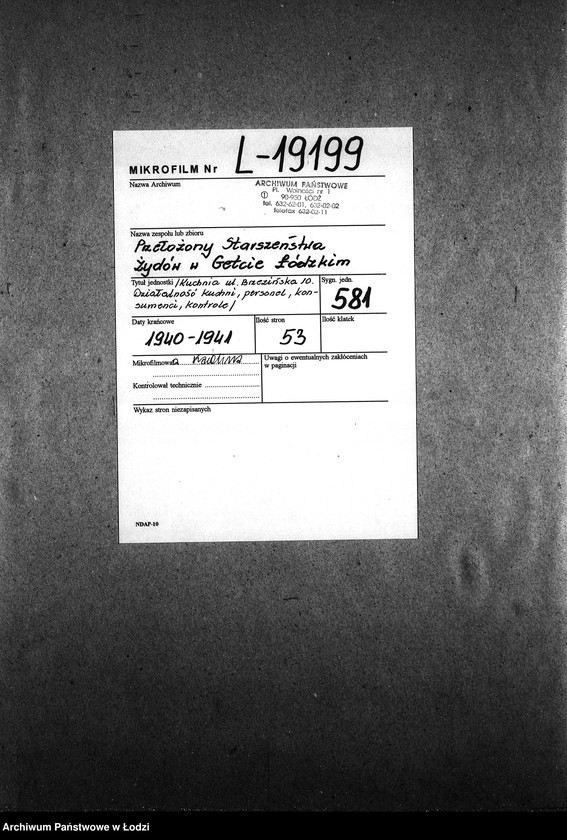 MIKROFILM Nr L-19199
Nazwa Archiwum
ARCHIWUM PAŃSTWOWE
Pl. Wolności nr 1
① 90-950 ŁÓDŹ
tel. 632-62-01, 632-02-02
Telefax 632-02-11
Nazwa zespołu lub zbioru
Przełożony Starszeństwa
Żydów w Getcie Łódzkim
Tytuł jednostki /Kuchnia ul. Brzezińska 10.
Działalność kuchni, personel, kon-
sumenci, kontrole/
Sygn. jedn.
581
Daty krańcowe
1940-1941
Ilość stron
53
Ilość klatek
Mikrofilmował
Kontrolował technicznie
Uwagi o ewentualnych zakłóceniach
w paginacji
Wykaz stron niezapisanych
NDAP-10
Archiwum Państwowe w Łodzi